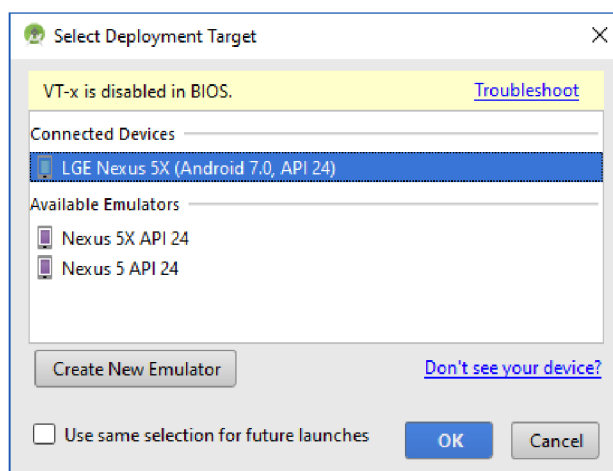 Select Deployment Target
VT-x is disabled in BIOS. Troubleshoot
Connected Devices
LGE Nexus 5X (Android 7.0, API 24)
Available Emulators
Nexus 5X API 24
Nexus 5 API 24
Create New Emulator Don't see your device?
Use same selection for future launches OK Cancel